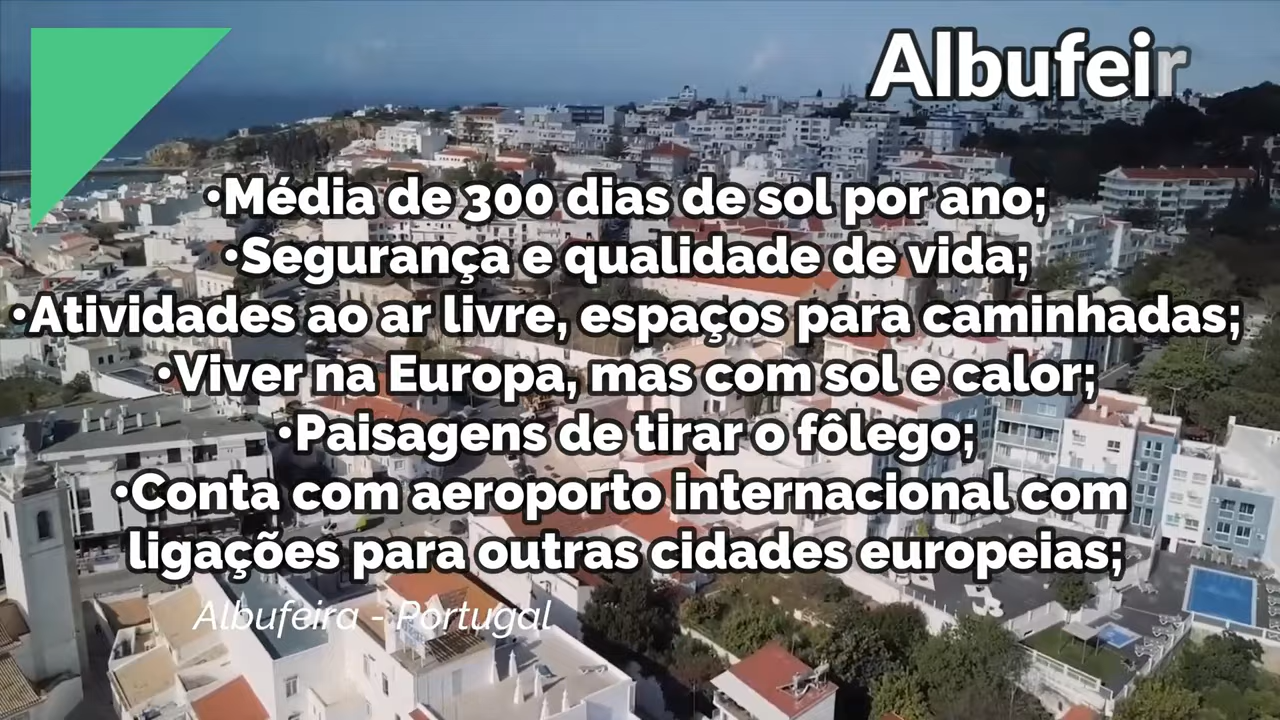 Albufeir
•Média de 300 dias de sol por ano;
•Segurança e qualidade de vida;
•Atividades ao ar livre, espaços para caminhadas;
•Viver na Europa, mas com sol e calor;
•Paisagens de tirar o fôlego;
•Conta com aeroporto internacional com
ligações para outras cidades europeias;
Albufeira - Portugal